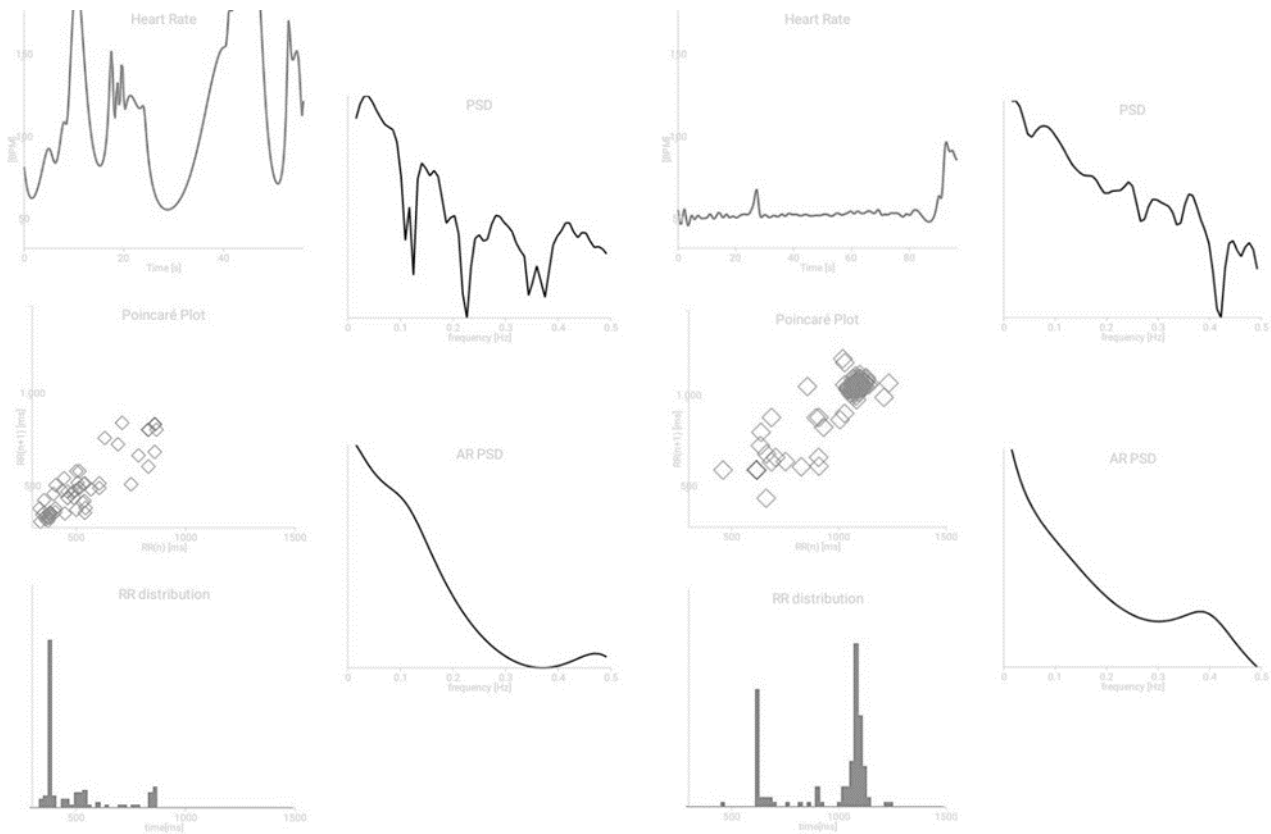 Heart Rate
150
100
50
[BPM]
0
20
40
Time [s]
PSD
0
0.1
0.2
0.3
0.4
0.5
frequency [Hz]
Poincaré Plot
1 000
500
RR(n+1) [ms]
500
1000
1500
RR(n) [ms]
AR PSD
0
0.1
0.2
0.3
0.4
0.5
frequency [Hz]
RR distribution
500
1000
1500
time[ms]
Heart Rate
150
100
50
[BPM]
0
20
40
60
80
Time [s]
PSD
0
0.1
0.2
0.3
0.4
0.5
frequency [Hz]
Poincaré Plot
1 000
500
RR(n+1) [ms]
500
1000
1500
RR(n) [ms]
AR PSD
0
0.1
0.2
0.3
0.4
0.5
frequency [Hz]
RR distribution
500
1000
1500
time[ms]